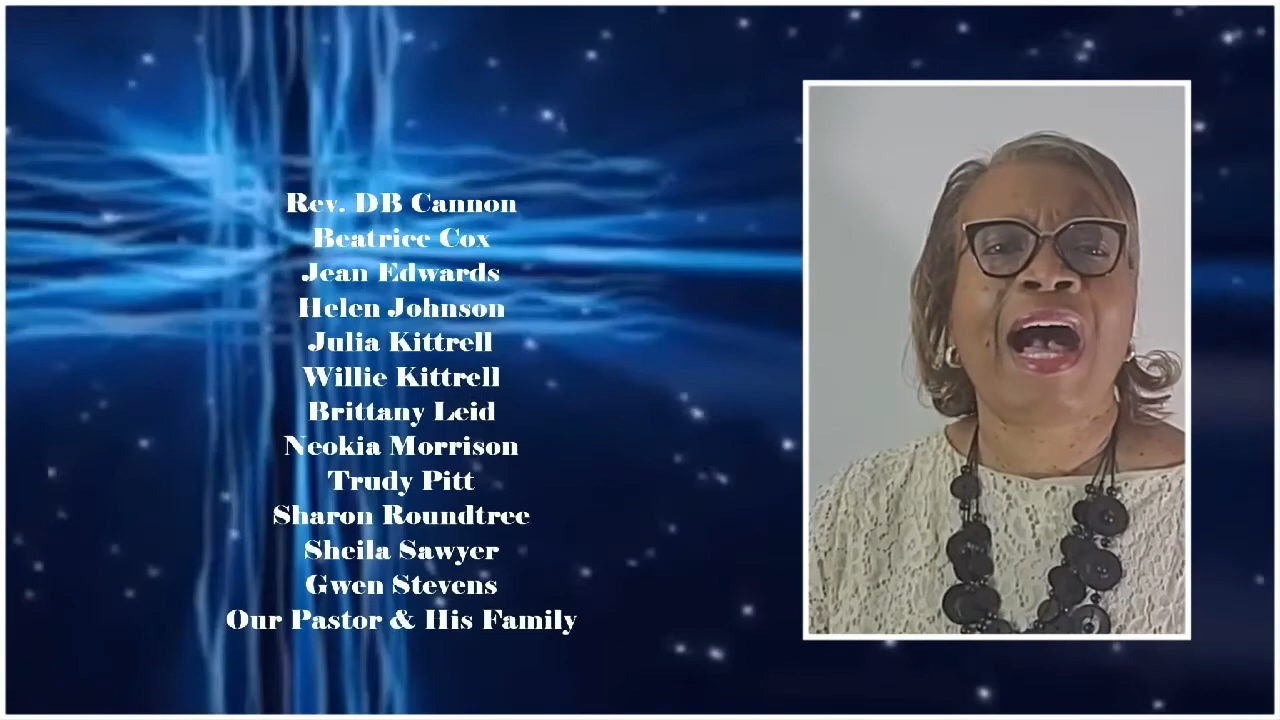 Rev. DB Cannon
Beatrice Cox
Jean Edwards
Helen Johnson
Julia Kittrell
Willie Kittrell
Brittany Leid
Neokia Morrison
Trudy Pitt
Sharon Roundtree
Sheila Sawyer
Gwen Stevens
Our Pastor & His Family